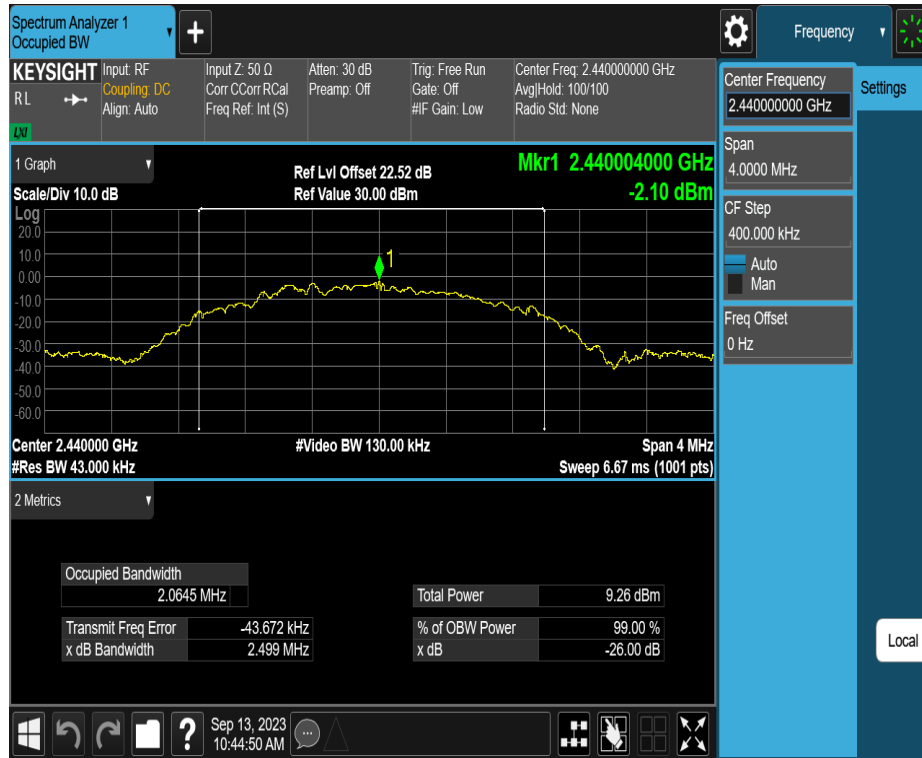 Spectrum Analyzer 1
Occupied BW
+
Frequency
KEYSIGHT
R L
LXI
Input: RF
Coupling: DC
Align: Auto
Input Z: 50 Ω
Corr CCorr RCal
Freq Ref: Int (S)
Atten: 30 dB
Preamp: Off
Trig: Free Run
Gate: Off
#IF Gain: Low
Center Freq: 2.440000000 GHz
Avg|Hold: 100/100
Radio Std: None
Center Frequency
2.440000000 GHz
Settings
Span
4.0000 MHz
CF Step
400.000 kHz
Auto
Man
Freq Offset
0 Hz
1 Graph
Scale/Div 10.0 dB
Ref Lvl Offset 22.52 dB
Ref Value 30.00 dBm
Mkr1 2.440004000 GHz
-2.10 dBm
Log
20.0
10.0
0.00
-10.0
-20.0
-30.0
-40.0
-50.0
-60.0
1
Center 2.440000 GHz
#Video BW 130.00 kHz
Span 4 MHz
#Res BW 43.000 kHz
Sweep 6.67 ms (1001 pts)
2 Metrics
Occupied Bandwidth
2.0645 MHz
Total Power 9.26 dBm
Transmit Freq Error -43.672 kHz
% of OBW Power 99.00 %
x dB Bandwidth 2.499 MHz
x dB -26.00 dB
Local
?
Sep 13, 2023
10:44:50 AM